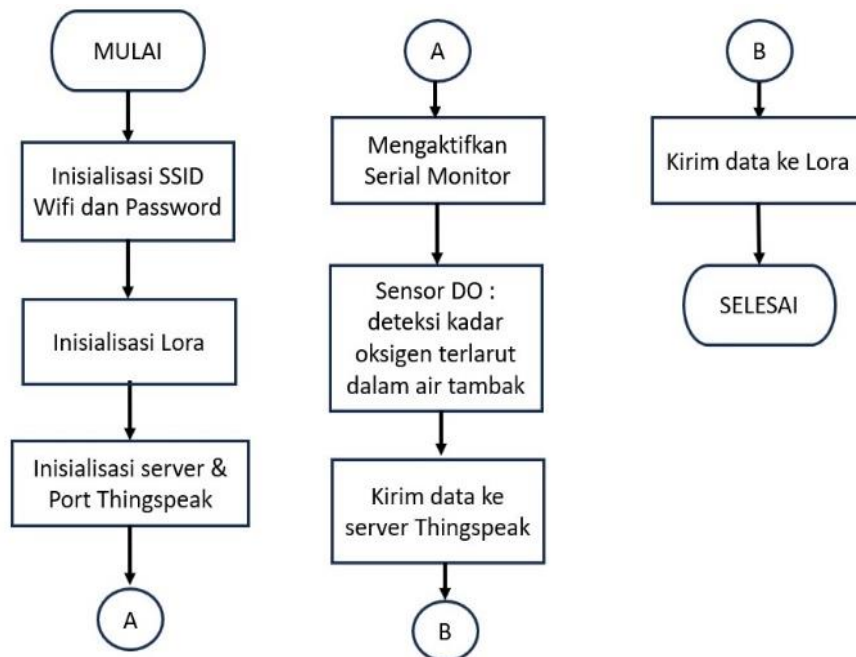 MULAI
Inisialisasi SSID
Wifi dan Password
Inisialisasi Lora
Inisialisasi server &
Port Thingspeak
A
A
Mengaktifkan
Serial Monitor
Sensor DO :
deteksi kadar
oksigen terlarut
dalam air tambak
Kirim data ke
server Thingspeak
B
B
Kirim data ke Lora
SELESAI